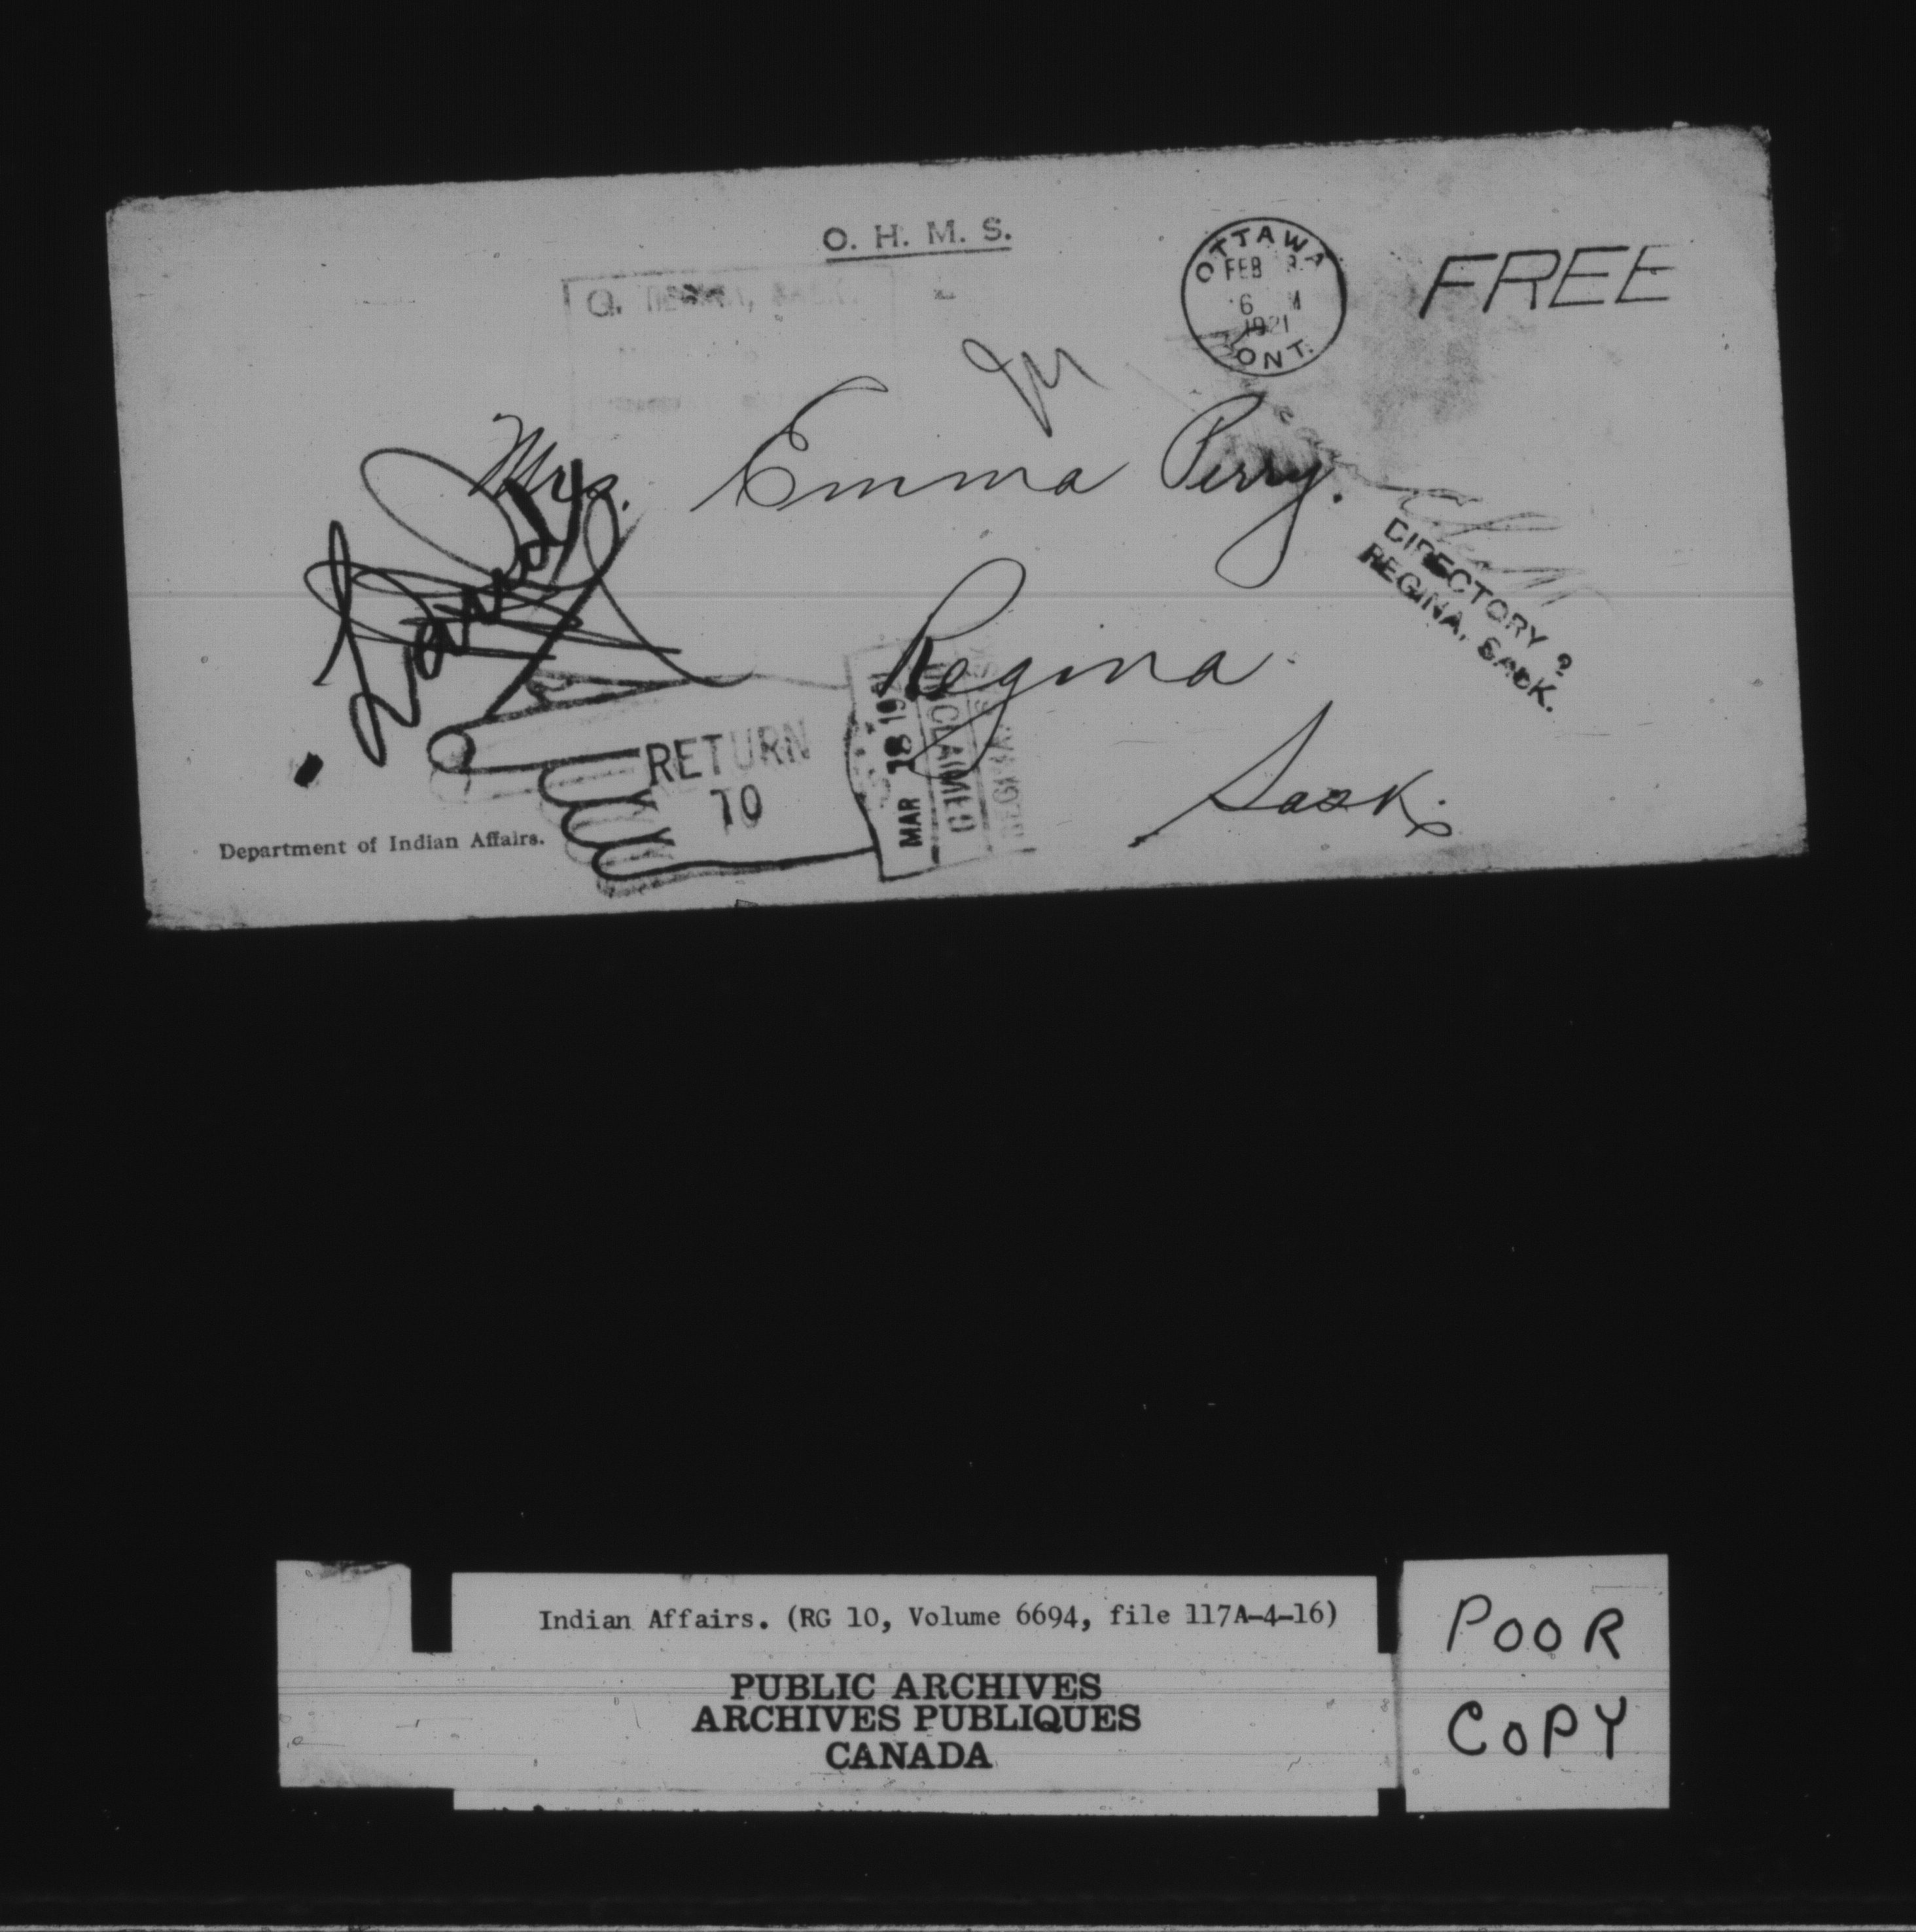 O. H. M. S.
OTTAWA
FEB
6 M
1921
ONT.
FREE
Mrs. Emma Perry.
Regina.
Sask.
DIRECTORY 2
REGINA, SASK.
RETURN
TO
MAR 18 1921
UNCLAIMED
Department of Indian Affairs.
Indian Affairs. (RG 10, Volume 6694, file 117A-4-16)
PUBLIC ARCHIVES
ARCHIVES PUBLIQUES
CANADA
POOR
COPY